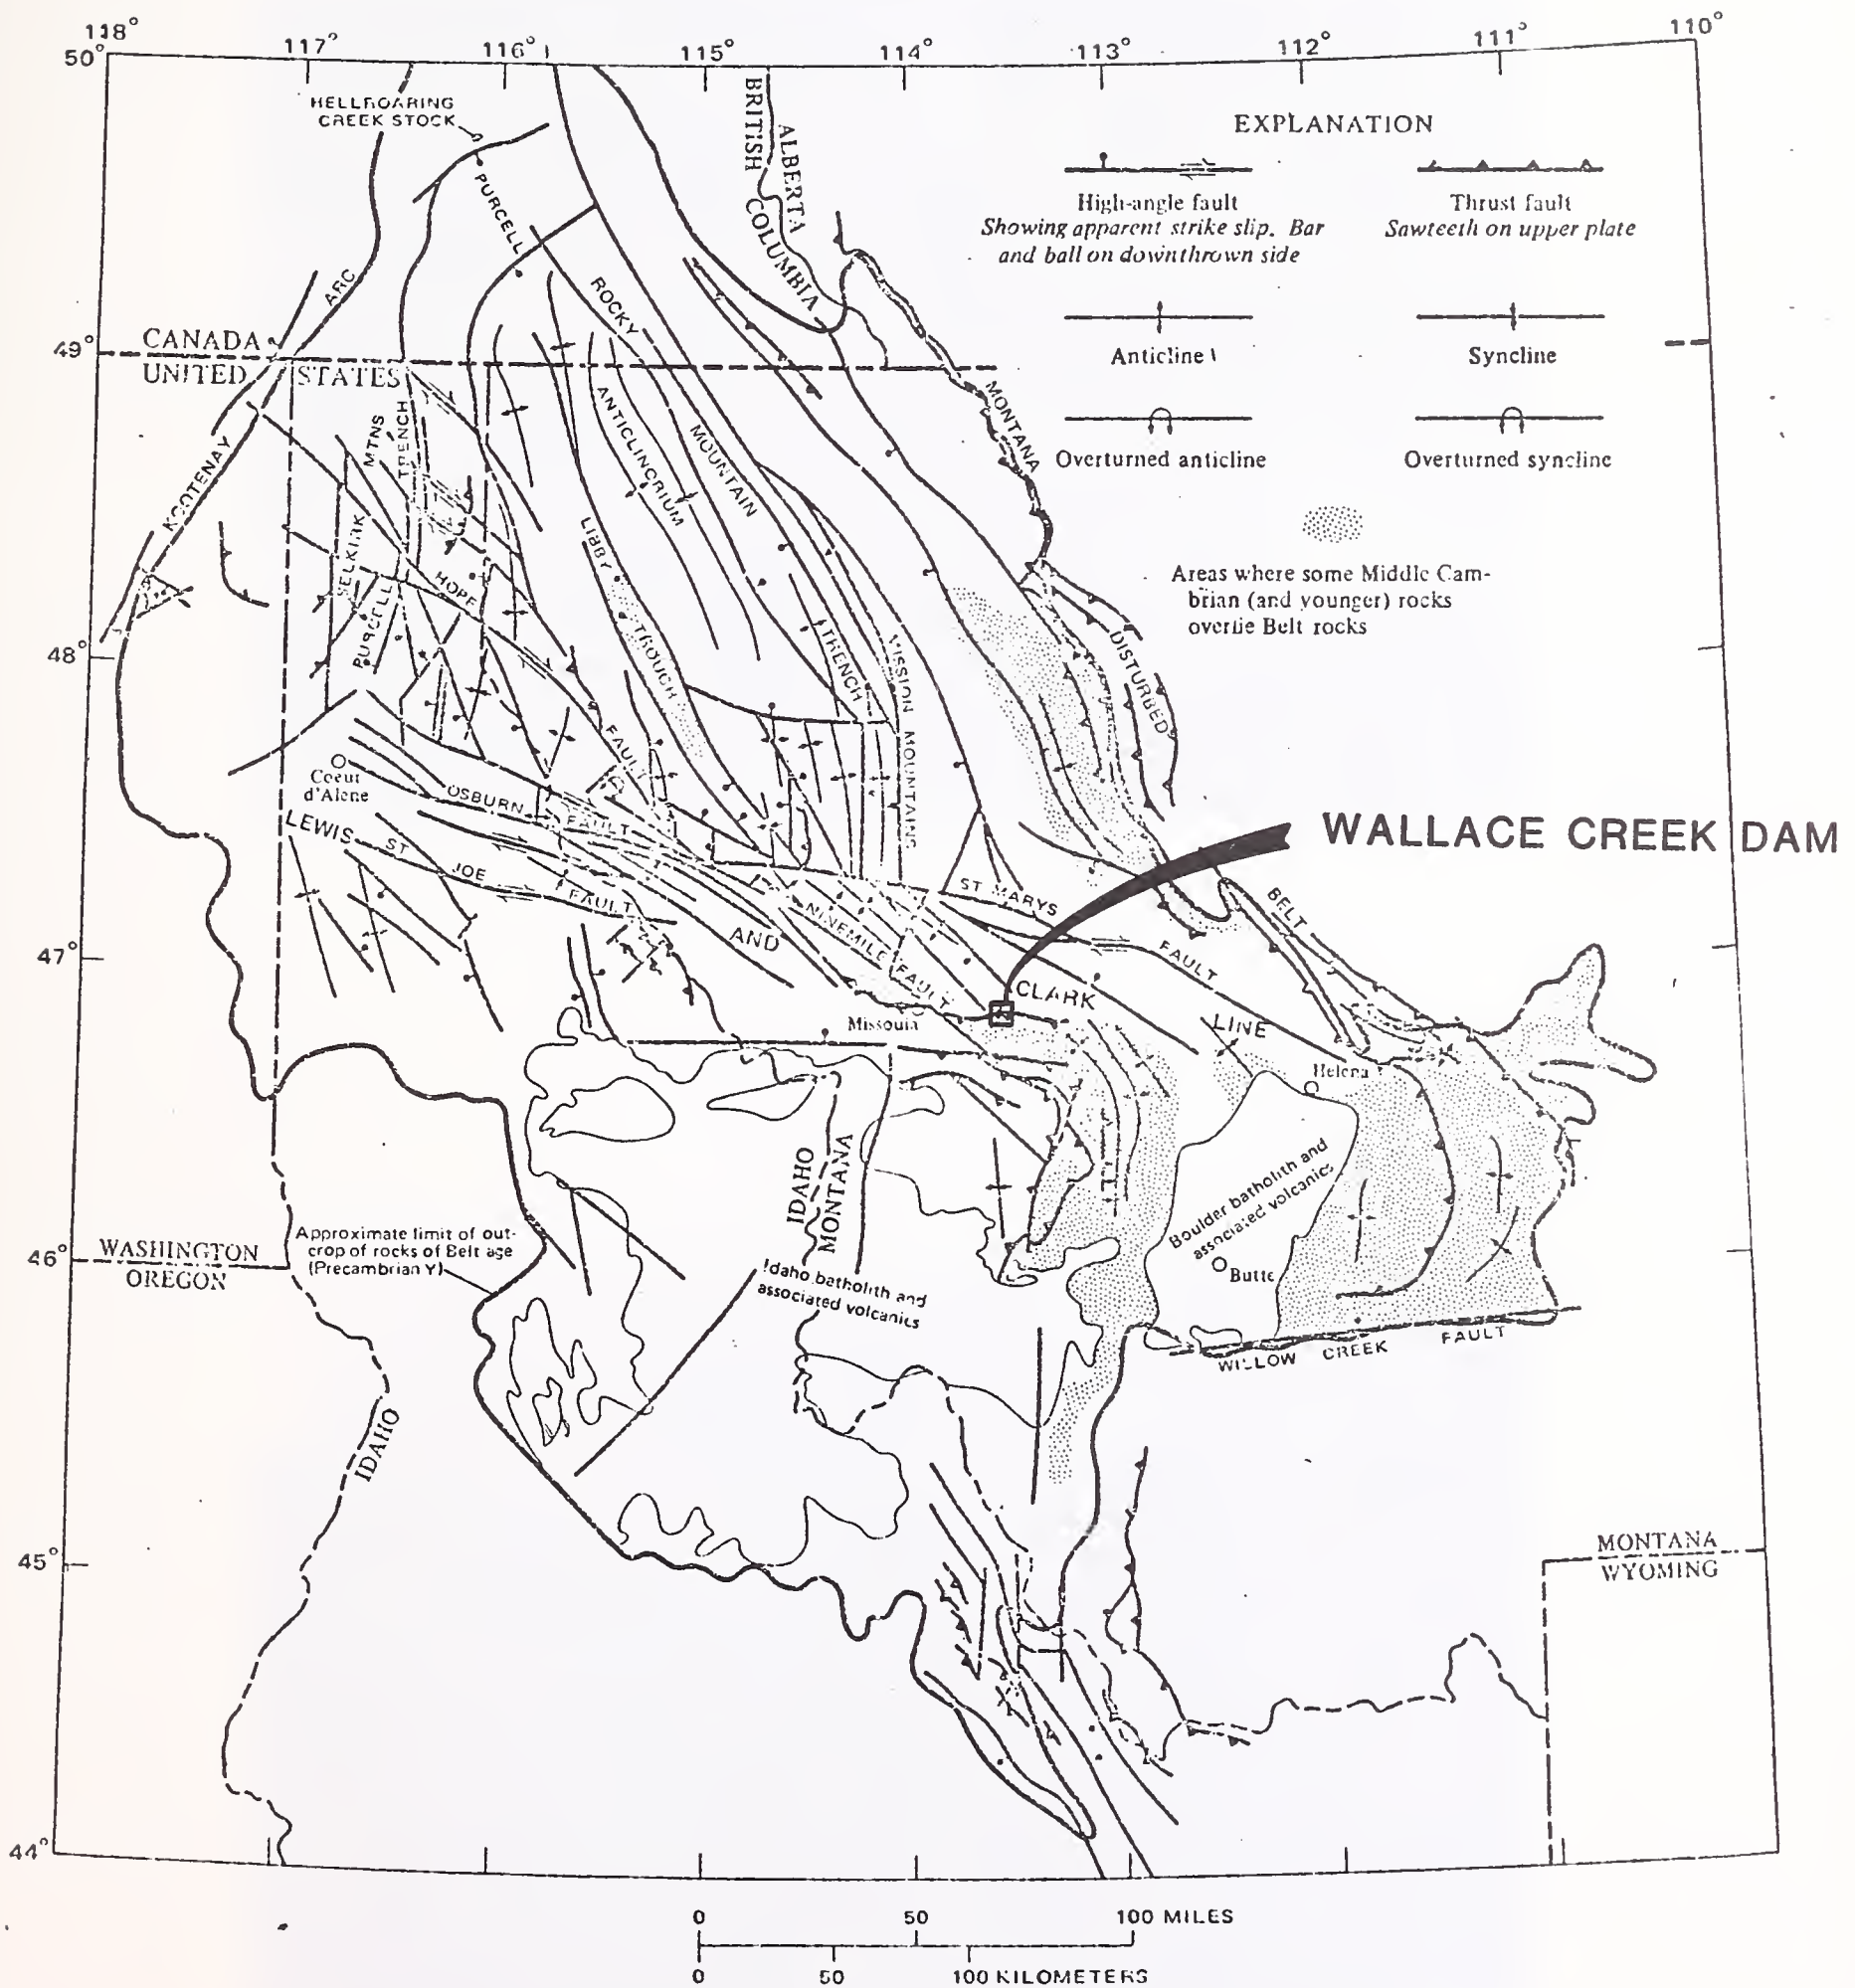 118°
117°
116°
115°
114°
113°
112°
111°
110°
50°
49°
48°
47°
46°
45°
44°
HELLROARING
CREEK STOCK
PURCELL
BRITISH
COLUMBIA
ALBERTA
EXPLANATION
High-angle fault
Showing apparent strike slip. Bar
and ball on downthrown side
Thrust fault
Sawteeth on upper plate
Anticline
Syncline
Overturned anticline
Overturned syncline
Areas where some Middle Cam-
brian (and younger) rocks
overlie Belt rocks
KOOTENAY
ARC
CANADA
UNITED STATES
ROCKY
MOUNTAIN
TRENCH
ANTICLINORIUM
MONTANA
SELKIRK
MTNS
PURCELL
TRENCH
HOPE
FAULT
LIBBY
TROUGH
MISSION MOUNTAINS
DISTURBED
BELT
Coeur
d'Alene
OSBURN
FAULT
LEWIS
AND
CLARK
LINE
ST JOE
FAULT
NINEMILE FAULT
ST MARYS
FAULT
WALLACE CREEK DAM
Missoula
Helena
IDAHO
MONTANA
Boulder batholith and
associated volcanics
Butte
WASHINGTON
OREGON
Approximate limit of out-
crop of rocks of Belt age
(Precambrian Y)
Idaho batholith and
associated volcanics
WILLOW CREEK FAULT
IDAHO
MONTANA
WYOMING
0 50 100 MILES
0 50 100 KILOMETERS